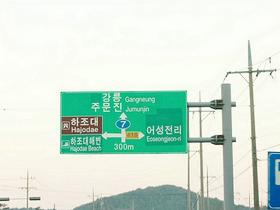 강릉 Gangneung
주문진 Jumunjin
7
하조대
Hajodae
하조대해변
Hajodae Beach
어성전리
Eoseongjeon-ri
300m